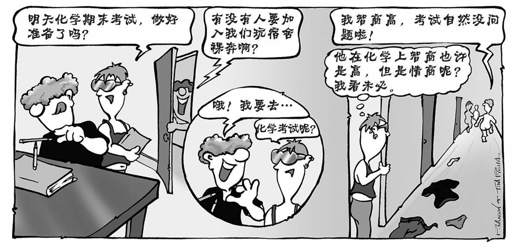 明天化学期末考试，你好
准备了吗？
有没有人要加
入我们玩宿舍
裸奔啊？
哦！我要去…
化学考试呢？
我智商高，考试自然没问
题啦！
他在化学上智商也许
是高，但是情商呢？
我看未必。